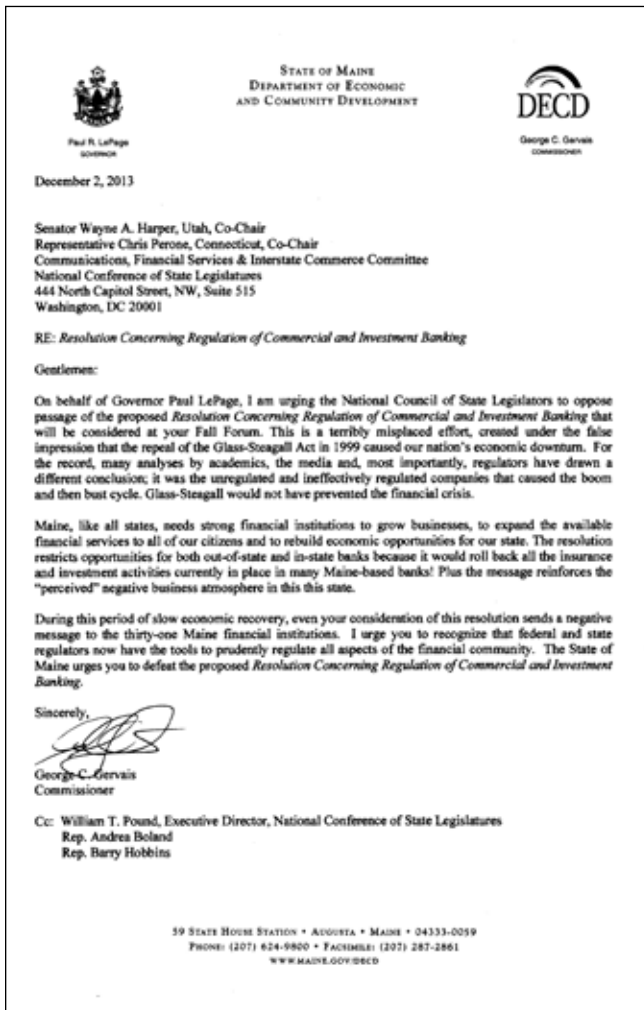 STATE OF MAINE
DEPARTMENT OF ECONOMIC
AND COMMUNITY DEVELOPMENT
DECD
Paul R. LePage
GOVERNOR
George C. Gervais
COMMISSIONER
December 2, 2013
Senator Wayne A. Harper, Utah, Co-Chair
Representative Chris Perone, Connecticut, Co-Chair
Communications, Financial Services & Interstate Commerce Committee
National Conference of State Legislatures
444 North Capitol Street, NW, Suite 515
Washington, DC 20001
RE: Resolution Concerning Regulation of Commercial and Investment Banking
Gentlemen:
On behalf of Governor Paul LePage, I am urging the National Council of State Legislators to oppose
passage of the proposed Resolution Concerning Regulation of Commercial and Investment Banking that
will be considered at your Fall Forum. This is a terribly misplaced effort, created under the false
impression that the repeal of the Glass-Steagall Act in 1999 caused our nation's economic downturn. For
the record, many analyses by academics, the media and, most importantly, regulators have drawn a
different conclusion; it was the unregulated and ineffectively regulated companies that caused the boom
and then bust cycle. Glass-Steagall would not have prevented the financial crisis.
Maine, like all states, needs strong financial institutions to grow businesses, to expand the available
financial services to all of our citizens and to rebuild economic opportunities for our state. The resolution
restricts opportunities for both out-of-state and in-state banks because it would roll back all the insurance
and investment activities currently in place in many Maine-based banks! Plus the message reinforces the
"perceived" negative business atmosphere in this this state.
During this period of slow economic recovery, even your consideration of this resolution sends a negative
message to the thirty-one Maine financial institutions. I urge you to recognize that federal and state
regulators now have the tools to prudently regulate all aspects of the financial community. The State of
Maine urges you to defeat the proposed Resolution Concerning Regulation of Commercial and Investment
Banking.
Sincerely,
George C. Gervais
Commissioner
Cc: William T. Pound, Executive Director, National Conference of State Legislatures
Rep. Andrea Boland
Rep. Barry Hobbins
59 STATE HOUSE STATION • AUGUSTA • MAINE • 04333-0059
PHONE: (207) 624-9800 • FACSIMILE: (207) 287-2861
WWW.MAINE.GOV/DECD